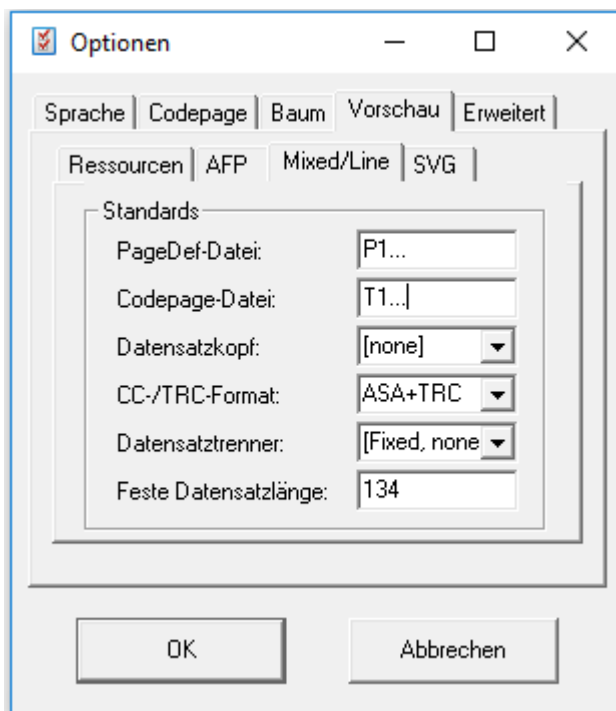 Optionen
Sprache Codepage Baum Vorschau Erweitert
Ressourcen AFP Mixed/Line SVG
Standards
PageDef-Datei: P1...
Codepage-Datei: T1...
Datensatzkopf: [none]
CC-/TRC-Format: ASA+TRC
Datensatztrenner: [Fixed, none
Feste Datensatzlänge: 134
OK Abbrechen